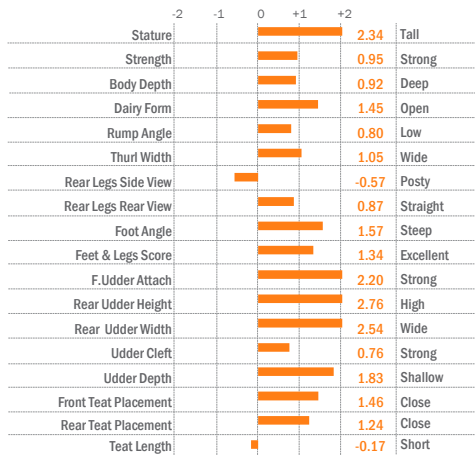 -2 -1 0 +1 +2
Stature 2.34 Tall
Strength 0.95 Strong
Body Depth 0.92 Deep
Dairy Form 1.45 Open
Rump Angle 0.80 Low
Thurl Width 1.05 Wide
Rear Legs Side View -0.57 Posty
Rear Legs Rear View 0.87 Straight
Foot Angle 1.57 Steep
Feet & Legs Score 1.34 Excellent
F.Udder Attach 2.20 Strong
Rear Udder Height 2.76 High
Rear Udder Width 2.54 Wide
Udder Cleft 0.76 Strong
Udder Depth 1.83 Shallow
Front Teat Placement 1.46 Close
Rear Teat Placement 1.24 Close
Teat Length -0.17 Short